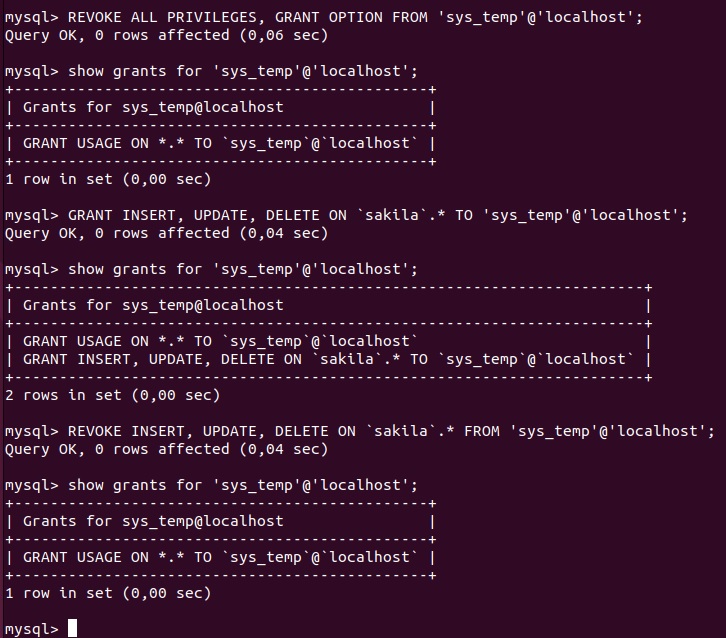 mysql> REVOKE ALL PRIVILEGES, GRANT OPTION FROM 'sys_temp'@'localhost';
Query OK, 0 rows affected (0,06 sec)

mysql> show grants for 'sys_temp'@'localhost';
+----------------------------------------------+
| Grants for sys_temp@localhost                |
+----------------------------------------------+
| GRANT USAGE ON *.* TO `sys_temp`@`localhost` |
+----------------------------------------------+
1 row in set (0,00 sec)

mysql> GRANT INSERT, UPDATE, DELETE ON `sakila`.* TO 'sys_temp'@'localhost';
Query OK, 0 rows affected (0,04 sec)

mysql> show grants for 'sys_temp'@'localhost';
+----------------------------------------------------------------------+
| Grants for sys_temp@localhost                                        |
+----------------------------------------------------------------------+
| GRANT USAGE ON *.* TO `sys_temp`@`localhost`                         |
| GRANT INSERT, UPDATE, DELETE ON `sakila`.* TO `sys_temp`@`localhost` |
+----------------------------------------------------------------------+
2 rows in set (0,00 sec)

mysql> REVOKE INSERT, UPDATE, DELETE ON `sakila`.* FROM 'sys_temp'@'localhost';
Query OK, 0 rows affected (0,04 sec)

mysql> show grants for 'sys_temp'@'localhost';
+----------------------------------------------+
| Grants for sys_temp@localhost                |
+----------------------------------------------+
| GRANT USAGE ON *.* TO `sys_temp`@`localhost` |
+----------------------------------------------+
1 row in set (0,00 sec)

mysql>